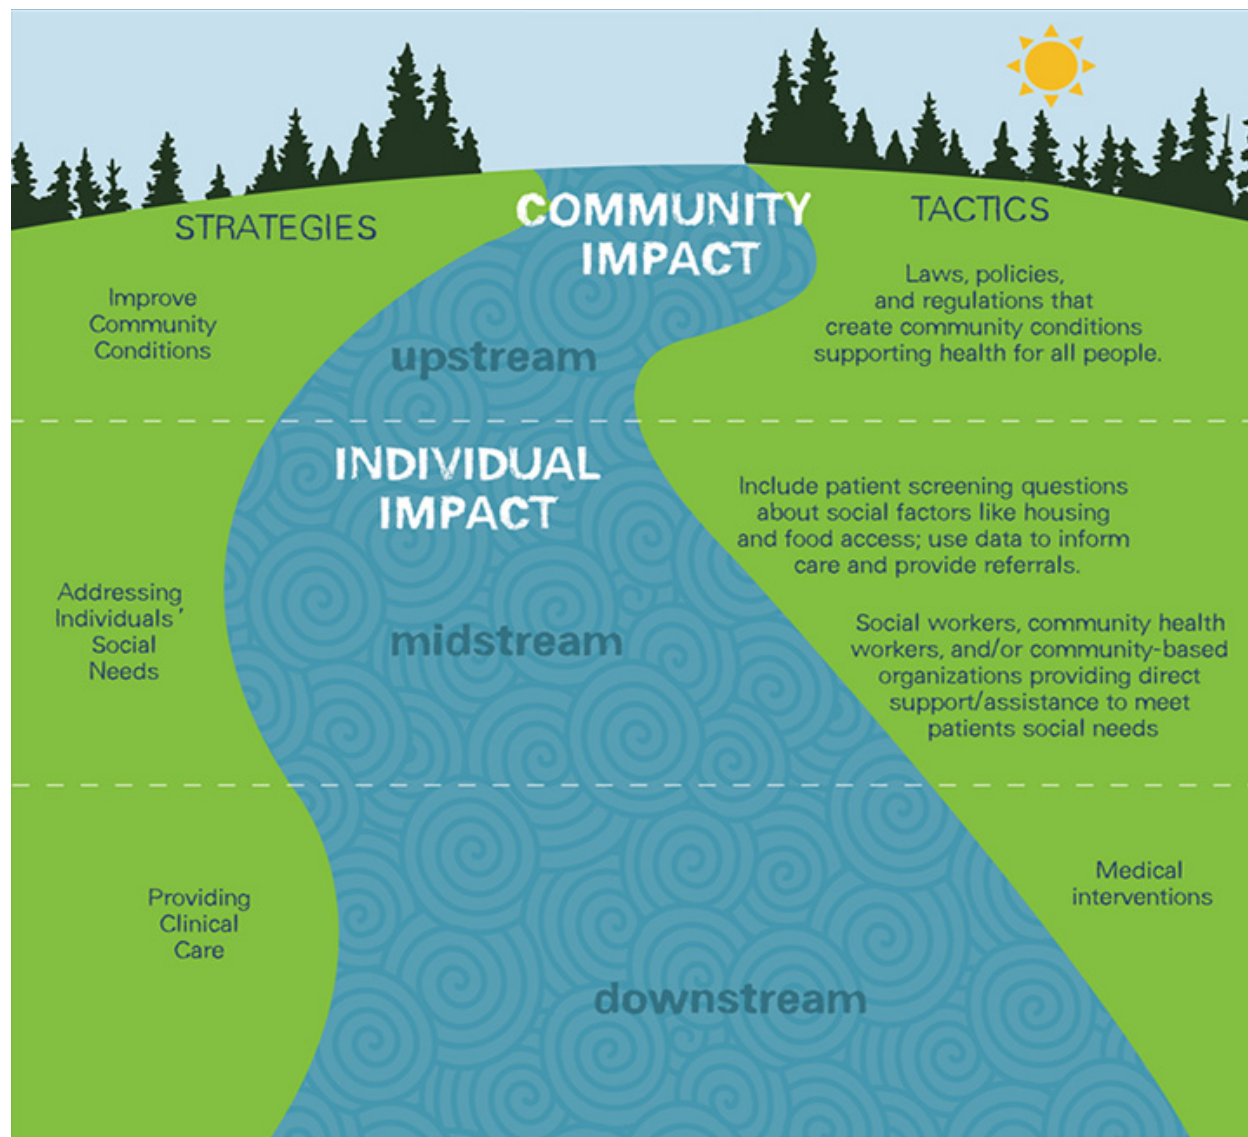 STRATEGIES
COMMUNITY
IMPACT
TACTICS
Improve
Community
Conditions
upstream
Laws, policies,
and regulations that
create community conditions
supporting health for all people.
INDIVIDUAL
IMPACT
Addressing
Individuals'
Social
Needs
midstream
Include patient screening questions
about social factors like housing
and food access; use data to inform
care and provide referrals.
Social workers, community health
workers, and/or community-based
organizations providing direct
support/assistance to meet
patients social needs
Providing
Clinical
Care
downstream
Medical
interventions